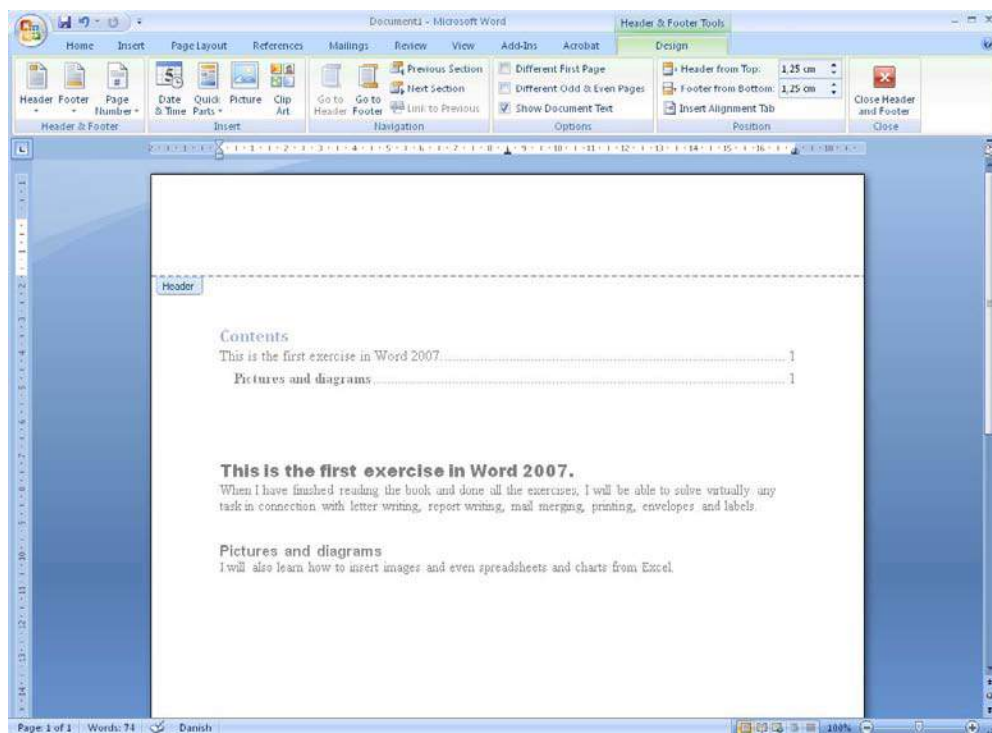 Document1 - Microsoft Word
Header & Footer Tools
Home Insert Page Layout References Mailings Review View Add-Ins Acrobat Design
Header Footer Page Number
Header & Footer
Date & Time Quick Parts Picture Clip Art
Insert
Go to Header Go to Footer
Previous Section
Next Section
Link to Previous
Navigation
Different First Page
Different Odd & Even Pages
Show Document Text
Options
Header from Top: 1,25 cm
Footer from Bottom: 1,25 cm
Insert Alignment Tab
Position
Close Header and Footer
Close
Header
Contents
This is the first exercise in Word 2007 1
Pictures and diagrams 1
This is the first exercise in Word 2007.
When I have finished reading the book and done all the exercises, I will be able to solve virtually any
task in connection with letter writing, report writing, mail merging, printing, envelopes and labels.
Pictures and diagrams
I will also learn how to insert images and even spreadsheets and charts from Excel.
Page: 1 of 1 Words: 74 Danish 100%